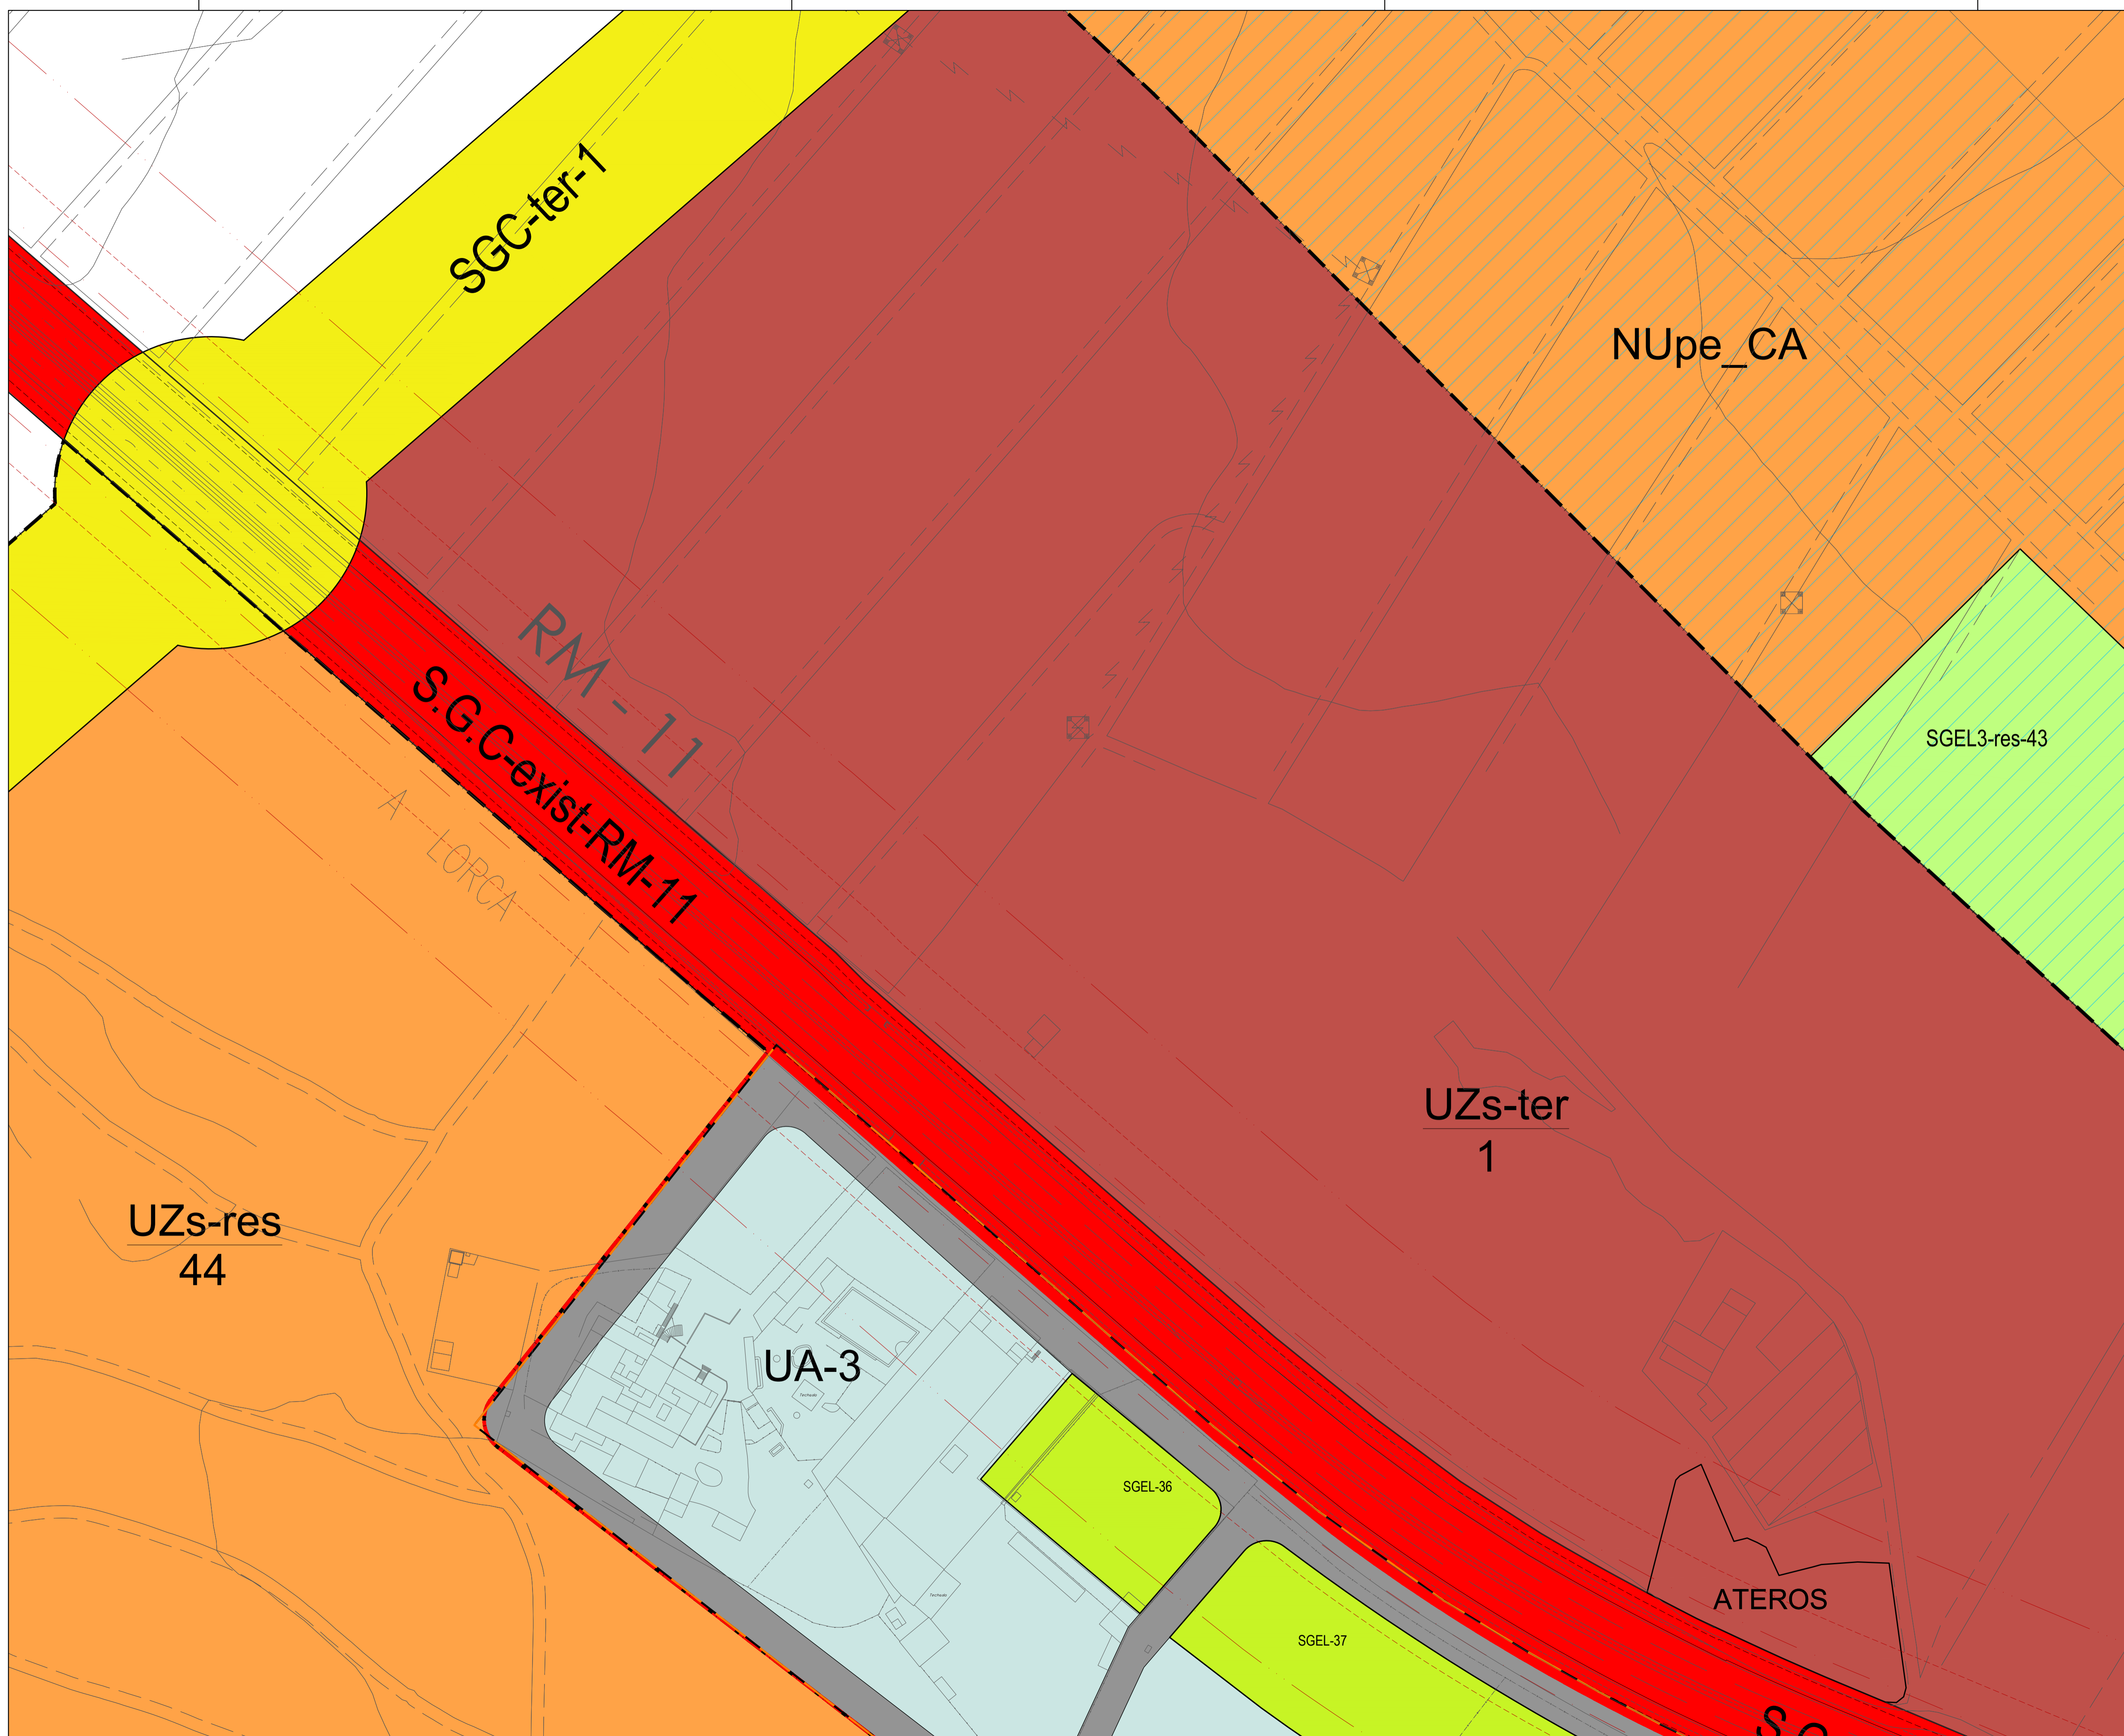 SGC-ter-1
NUpe_CA
RM - 11
S.G.C-exist-RM-11
SGEL3-res-43
A LORCA
UZs-ter
1
UZs-res
44
UA-3
SGEL-36
ATEROS
SGEL-37